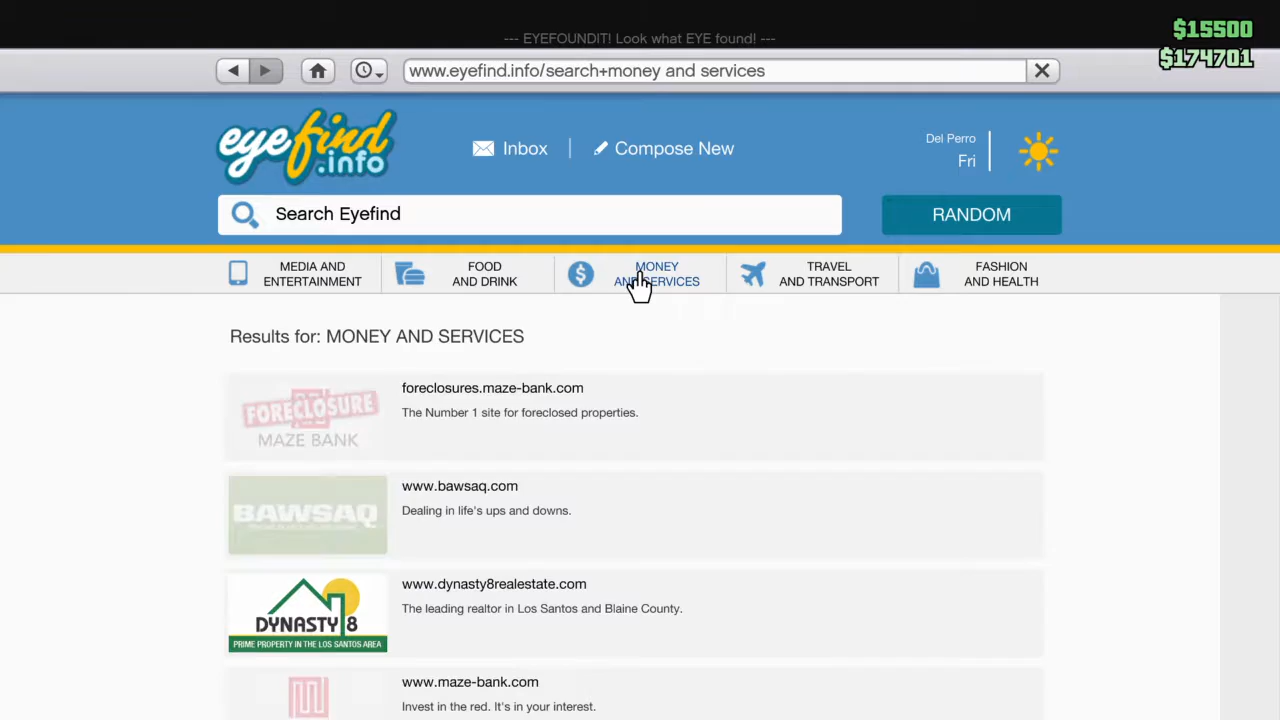 $15500
--- EYEFOUNDIT! Look what EYE found! ---
$174701
www.eyefind.info/search+money and services
eyefind
.info
Inbox
Compose New
Del Perro
Fri
Search Eyefind
RANDOM
MEDIA AND
ENTERTAINMENT
FOOD
AND DRINK
MONEY
AND SERVICES
TRAVEL
AND TRANSPORT
FASHION
AND HEALTH
Results for: MONEY AND SERVICES
FORECLOSURE
MAZE BANK
foreclosures.maze-bank.com
The Number 1 site for foreclosed properties.
BAWSAQ
www.bawsaq.com
Dealing in life's ups and downs.
DYNASTY 8
PRIME PROPERTY IN THE LOS SANTOS AREA
www.dynasty8realestate.com
The leading realtor in Los Santos and Blaine County.
www.maze-bank.com
Invest in the red. It's in your interest.